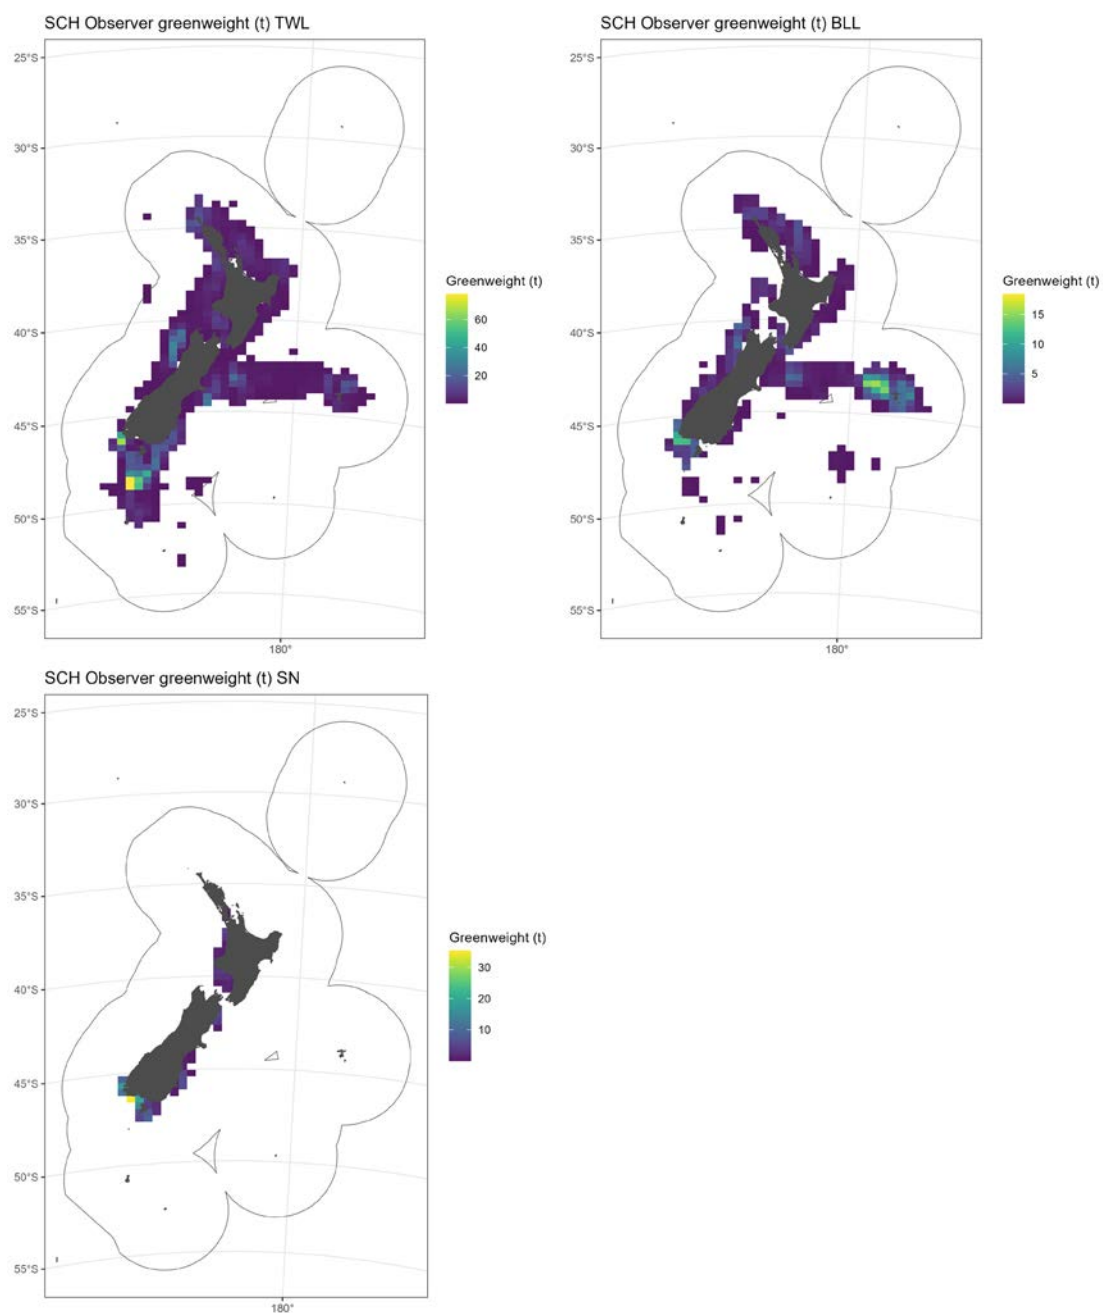 SCH Observer greenweight (t) TWL
25°S
30°S
35°S
40°S
45°S
50°S
55°S
180°
Greenweight (t)
60
40
20
SCH Observer greenweight (t) BLL
25°S
30°S
35°S
40°S
45°S
50°S
55°S
180°
Greenweight (t)
15
10
5
SCH Observer greenweight (t) SN
25°S
30°S
35°S
40°S
45°S
50°S
55°S
180°
Greenweight (t)
30
20
10